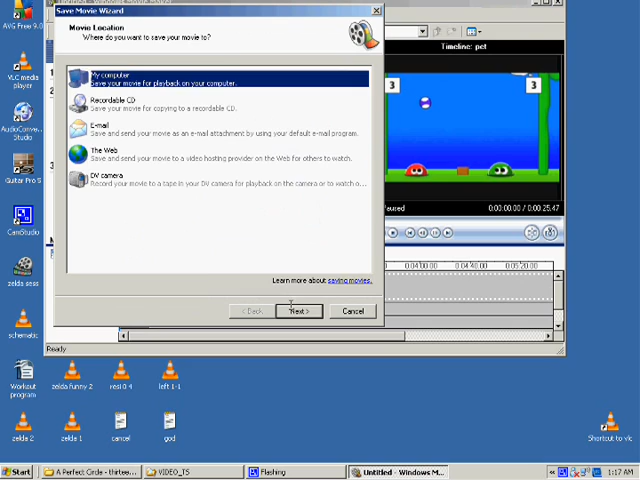 Save Movie Wizard
Movie Location
Where do you want to save your movie to?
My computer
Save your movie for playback on your computer.
Recordable CD
Save your movie for copying to a recordable CD.
E-mail
Save and send your movie as an e-mail attachment by using your default e-mail program.
The Web
Save and send your movie to a video hosting provider on the Web for others to watch.
DV camera
Record your movie to a tape in your DV camera for playback on the camera or to watch o...
Learn more about saving movies.
< Back
Next >
Cancel
Timeline: pet
3
3
Paused
0:00:00.00 / 0:00:25.47
0:04:00.00
0:04:40.00
0:05:20.00
Ready
AVG Free 9.0
VLC media player
AudioConve... Studio
Guitar Pro 5
CamStudio
zelda sess
schematic
Workout program
zelda funny 2
resi0 4
left 1-1
zelda 2
zelda 1
cancel
god
Shortcut to vlc
Start
A Perfect Circle - thirtee...
VIDEO_TS
Flashing
Untitled - Windows M...
1:17 AM